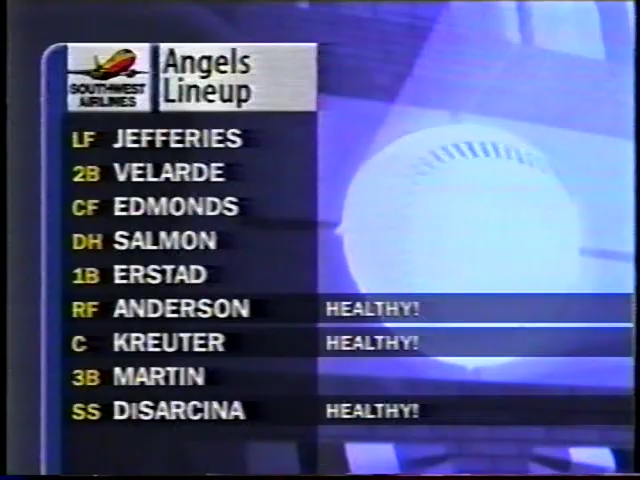 SOUTHWEST
AIRLINES
Angels
Lineup
LF JEFFERIES
2B VELARDE
CF EDMONDS
DH SALMON
1B ERSTAD
RF ANDERSON HEALTHY!
C KREUTER HEALTHY!
3B MARTIN
SS DiSARCINA HEALTHY!